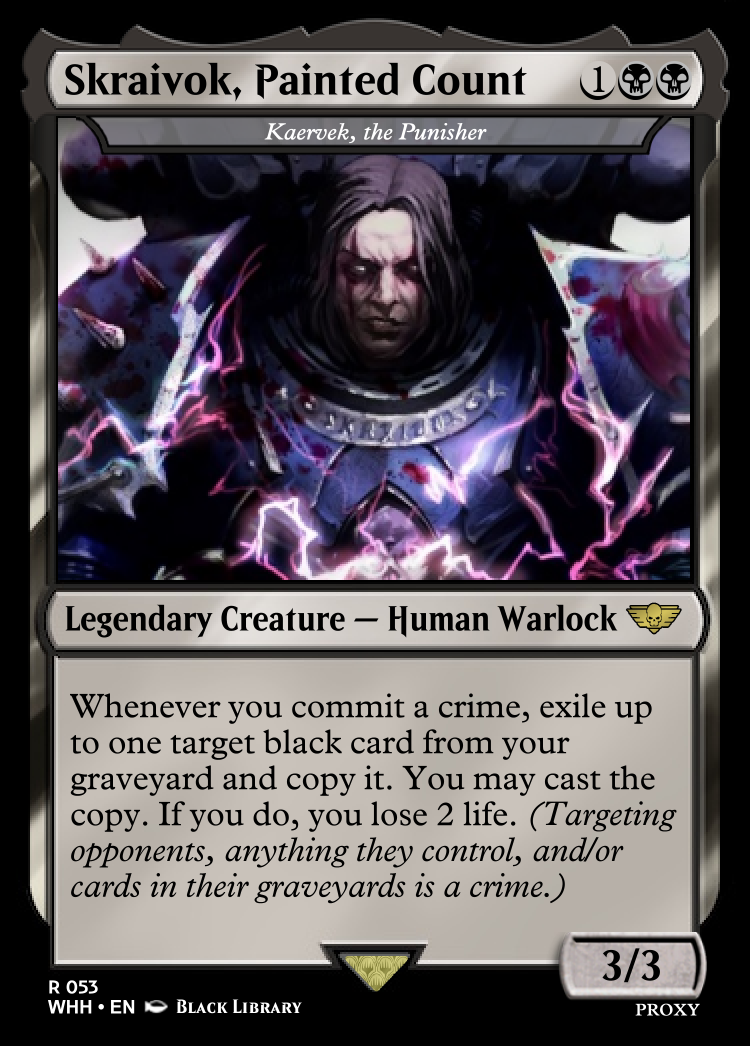 Skraivok, Painted Count 1
Kaervek, the Punisher
SKRAIVOK
Legendary Creature — Human Warlock
Whenever you commit a crime, exile up
to one target black card from your
graveyard and copy it. You may cast the
copy. If you do, you lose 2 life. (Targeting
opponents, anything they control, and/or
cards in their graveyards is a crime.)
3/3
R 053
WHH • EN BLACK LIBRARY
PROXY